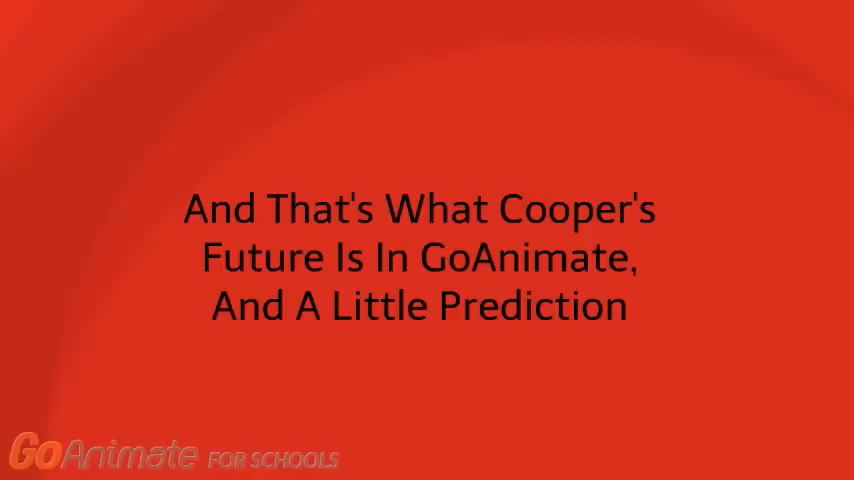 And That's What Cooper's
Future Is In GoAnimate,
And A Little Prediction
GoAnimate FOR SCHOOLS